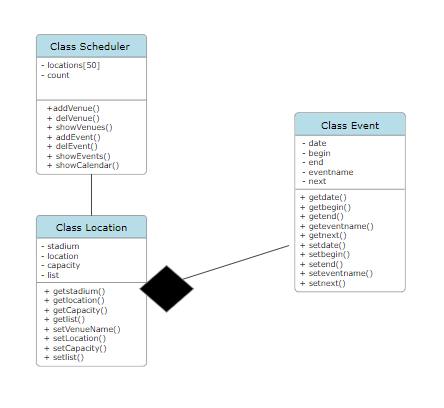 Class Scheduler
- locations[50]
- count
+addVenue()
+ delVenue()
+ showVenues()
+ addEvent()
+ delEvent()
+ showEvents()
+ showCalendar()
Class Event
- date
- begin
- end
- eventname
- next
+ getdate()
+ getbegin()
+ getend()
+ geteventname()
+ getnext()
+ setdate()
+ setbegin()
+ setend()
+ seteventname()
+ setnext()
Class Location
- stadium
- location
- capacity
- list
+ getstadium()
+ getlocation()
+ getCapacity()
+ getlist()
+ setVenueName()
+ setLocation()
+ setCapacity()
+ setlist()